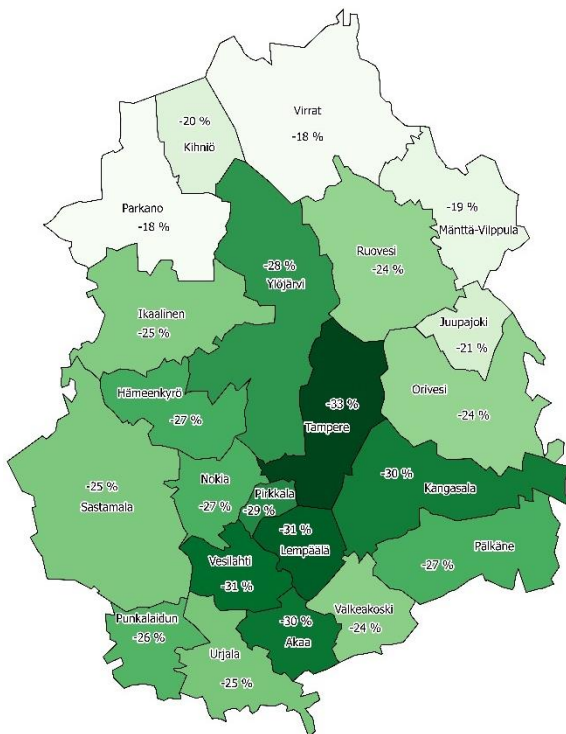 Virrat
-18 %
-20 %
Kihniö
Parkano
-18 %
-19 %
Mänttä-Vilppula
Ruovesi
-24 %
-28 %
Ylöjärvi
Ikaalinen
-25 %
Juupajoki
-21 %
Hämeenkyrö
-27 %
Orivesi
-24 %
-33 %
Tampere
-25 %
Sastamala
Nokia
-27 %
Pirkkala
-29 %
-30 %
Kangasala
-31 %
Lempäälä
Vesilahti
-31 %
Pälkäne
-27 %
Valkeakoski
-24 %
-30 %
Akaa
Punkalaidun
-26 %
Urjala
-25 %